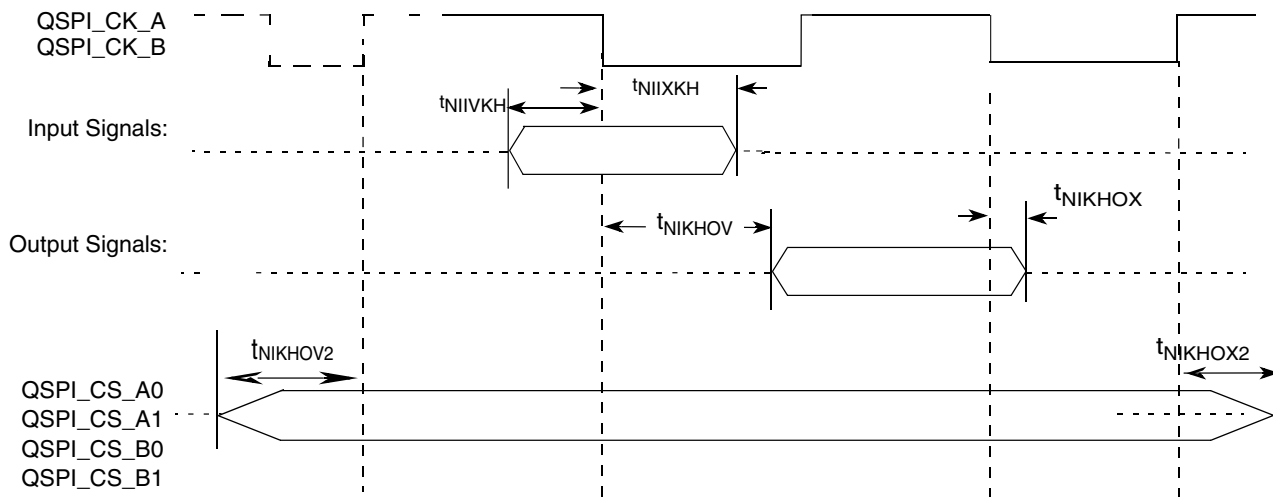 QSPI_CK_A
QSPI_CK_B
tNIIXKH
tNIIVKH
Input Signals:
tNIKHOX
tNIKHOV
Output Signals:
tNIKHOV2
tNIKHOX2
QSPI_CS_A0
QSPI_CS_A1
QSPI_CS_B0
QSPI_CS_B1